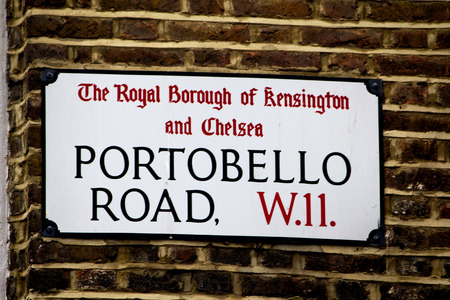 The Royal Borough of Kensington
and Chelsea
PORTOBELLO
ROAD, W.11.